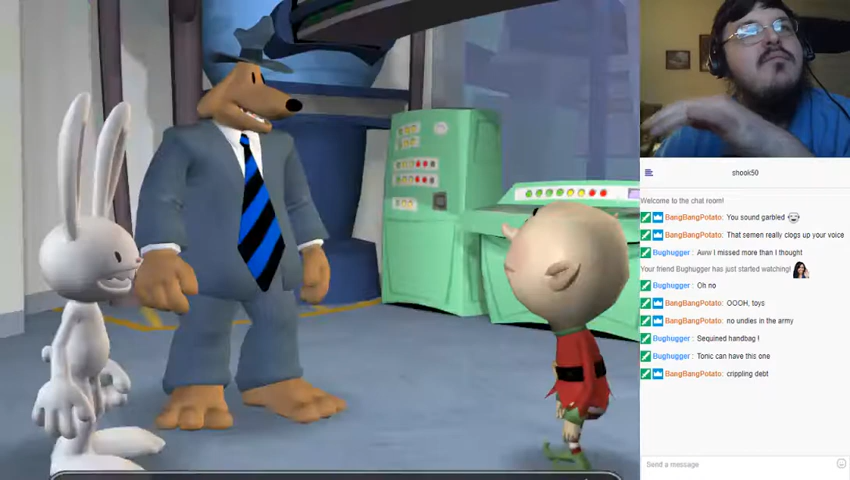 shook50
Welcome to the chat room!
BangBangPotato: You sound garbled
BangBangPotato: That semen really clogs up your voice
Bughugger: Aww I missed more than I thought
Your friend Bughugger has just started watching!
Bughugger: Oh no
BangBangPotato: OOOH, toys
BangBangPotato: no undies in the army
Bughugger: Sequined handbag !
Bughugger: Tonic can have this one
BangBangPotato: crippling debt
Send a message